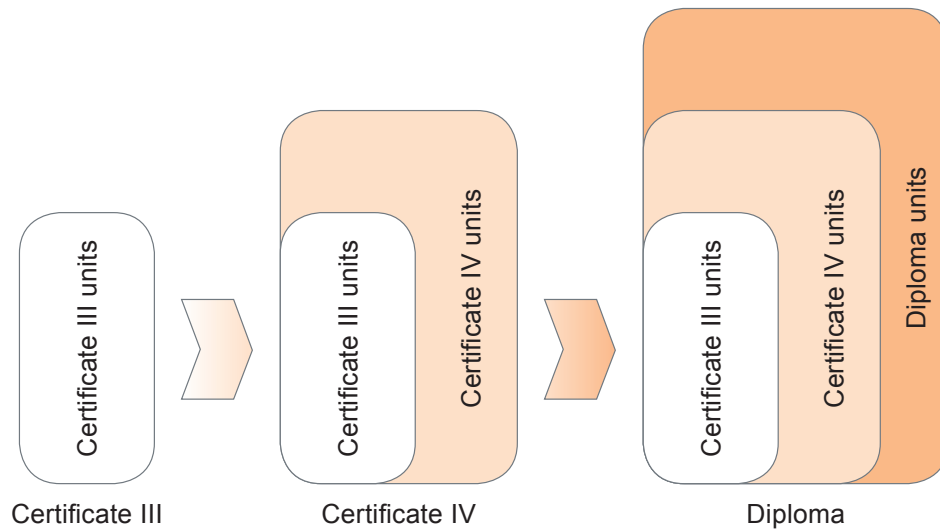 Certificate III units
Certificate III units
Certificate IV units
Certificate III units
Certificate IV units
Diploma units
Certificate III
Certificate IV
Diploma